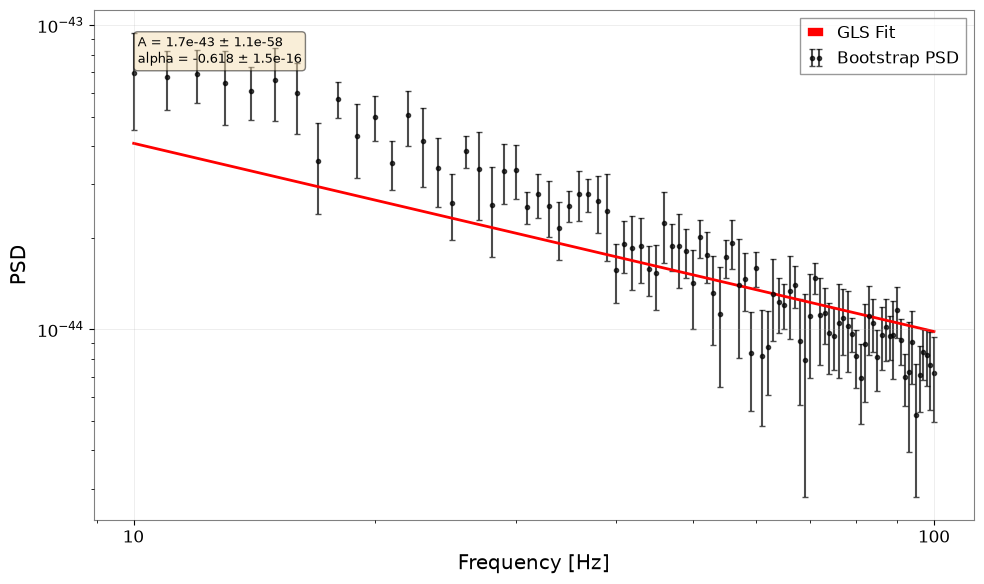 10⁻⁴³
A = 1.7e-43 ± 1.1e-58
alpha = -0.618 ± 1.5e-16
GLS Fit
Bootstrap PSD
PSD
10⁻⁴⁴
10
100
Frequency [Hz]